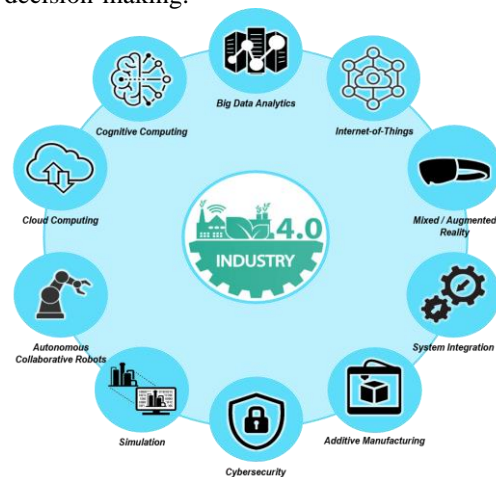 decision-making.
Big Data Analytics
Cognitive Computing
Internet-of-Things
Cloud Computing
Mixed / Augmented
Reality
4.0
INDUSTRY
Autonomous
Collaborative Robots
System Integration
Simulation
Additive Manufacturing
Cybersecurity